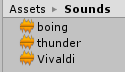 Assets ▸ Sounds
boing
thunder
Vivaldi